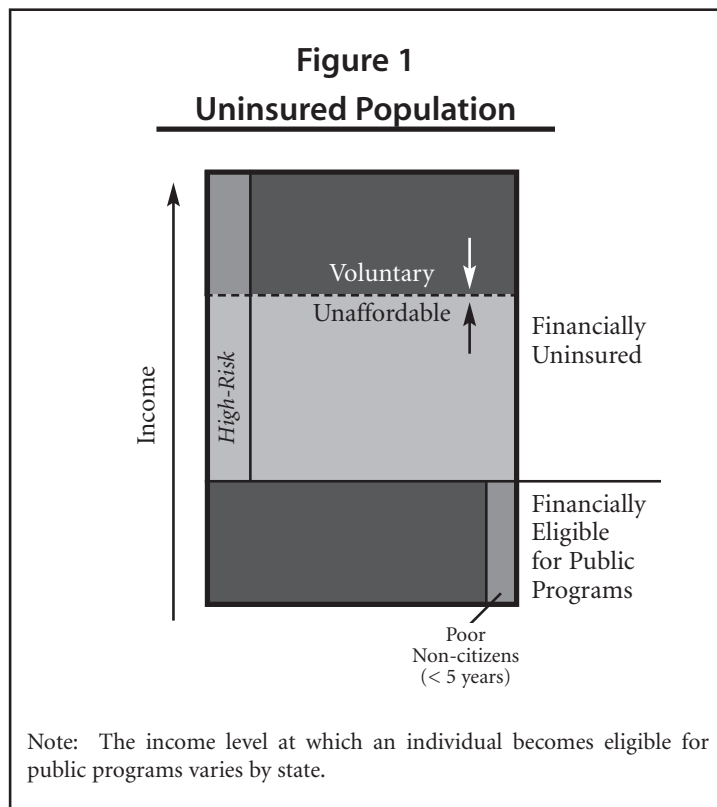 Figure 1
Uninsured Population
Voluntary
Unaffordable
Financially
Uninsured
High-Risk
Income
Financially
Eligible
for Public
Programs
Poor
Non-citizens
(< 5 years)
Note: The income level at which an individual becomes eligible for
public programs varies by state.